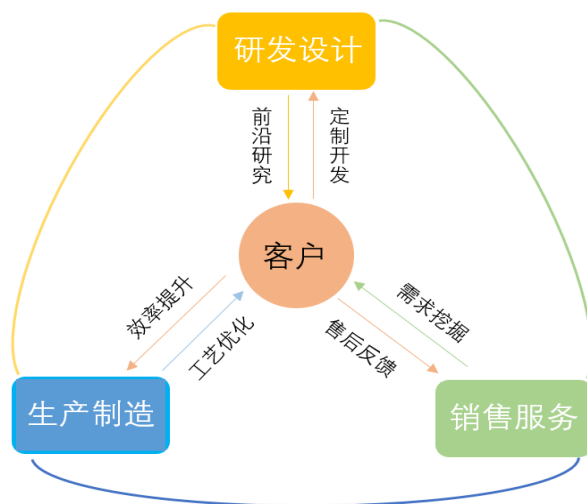 研发设计
前沿研究
定制开发
客户
效率提升
工艺优化
需求挖掘
售后反馈
生产制造
销售服务